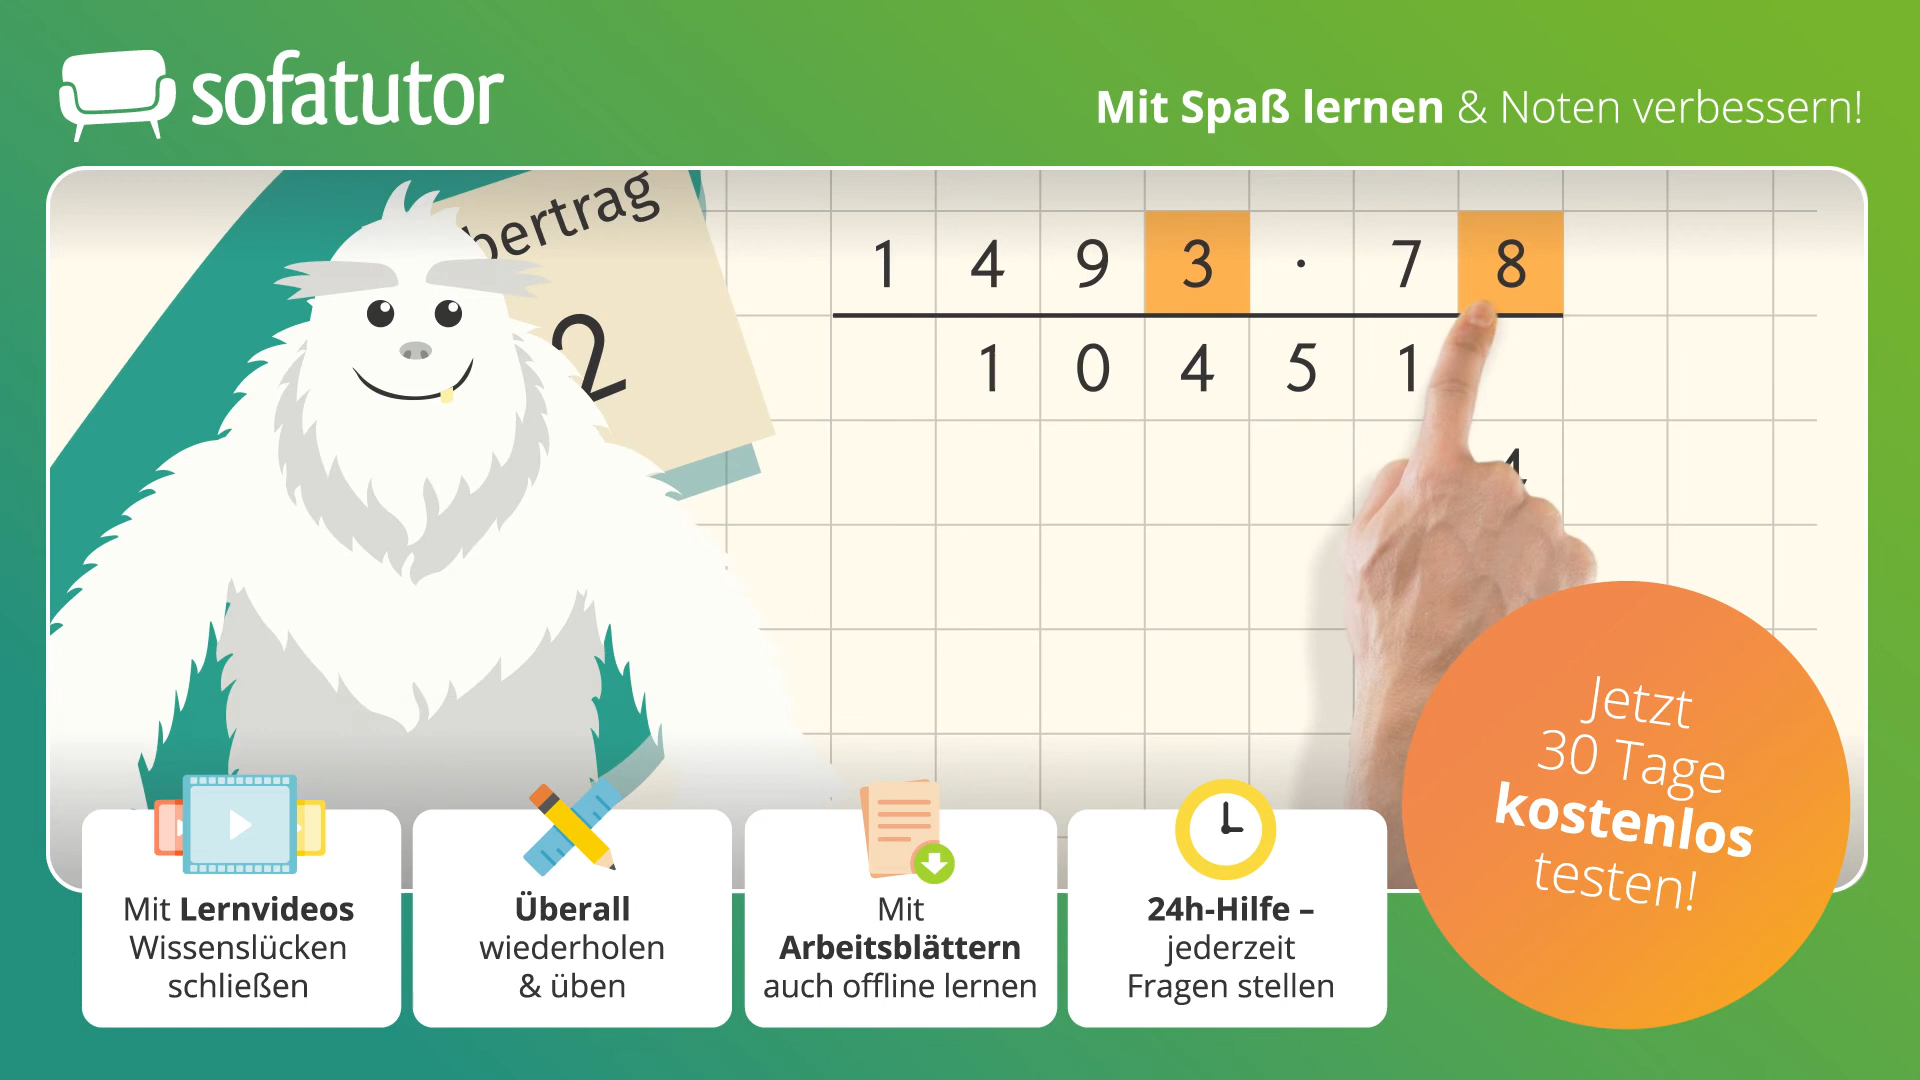 sofatutor
Mit Spaß lernen & Noten verbessern!
bertrag
2
1 4 9 3 · 7 8
1 0 4 5 1
4
Mit Lernvideos
Wissenslücken
schließen
Überall
wiederholen
& üben
Mit
Arbeitsblättern
auch offline lernen
24h-Hilfe –
jederzeit
Fragen stellen
Jetzt
30 Tage
kostenlos
testen!